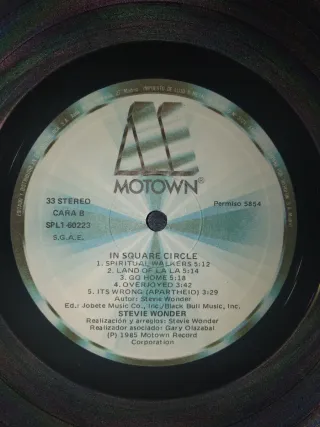 MOTOWN®
33 STEREO
CARA B
SPL1-60223
S.G.A.E.
Permiso 5854
IN SQUARE CIRCLE
1. SPIRITUAL WALKERS 5:12
2. LAND OF LA LA 5:14
3. GO HOME 5:18
4. OVERJOYED 3:42
5. ITS WRONG (APARTHEID) 3:29
Autor: Stevie Wonder
Ed.: Jobete Music Co., Inc./Black Bull Music, Inc.
STEVIE WONDER
Realización y arreglos: Stevie Wonder
Realizador asociado: Gary Olazabal
(P) 1985 Motown Record
Corporation